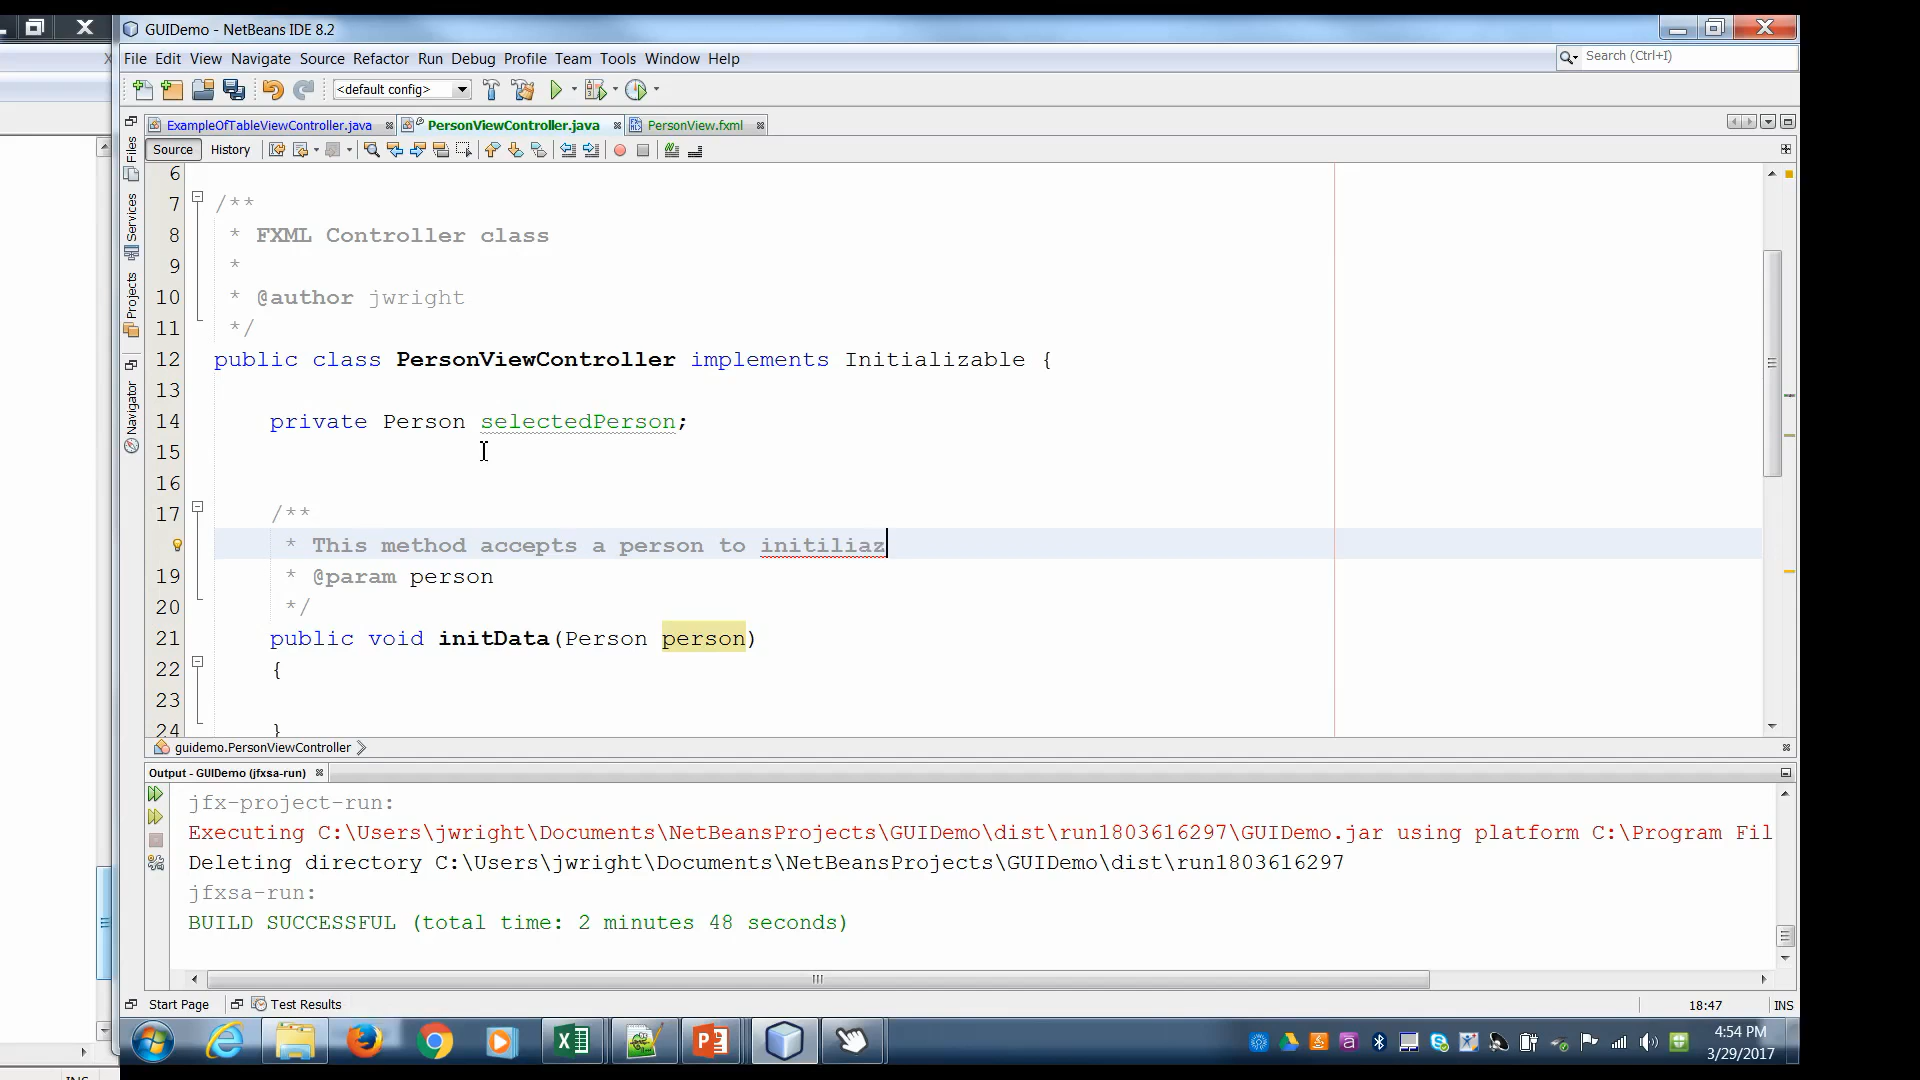 GUIDemo - NetBeans IDE 8.2
File Edit View Navigate Source Refactor Run Debug Profile Team Tools Window Help
Search (Ctrl+I)
<default config>
ExampleOfTableViewController.java
PersonViewController.java
PersonView.fxml
Source History
Files
Services
Projects
Navigator
6
7 /**
8 * FXML Controller class
9 *
10 * @author jwright
11 */
12 public class PersonViewController implements Initializable {
13
14 private Person selectedPerson;
15
16
17 /**
* This method accepts a person to initiliaz
19 * @param person
20 */
21 public void initData(Person person)
22 {
23
24 }
guidemo.PersonViewController
Output - GUIDemo (jfxsa-run)
jfx-project-run:
Executing C:\Users\jwright\Documents\NetBeansProjects\GUIDemo\dist\run1803616297\GUIDemo.jar using platform C:\Program Fil
Deleting directory C:\Users\jwright\Documents\NetBeansProjects\GUIDemo\dist\run1803616297
jfxsa-run:
BUILD SUCCESSFUL (total time: 2 minutes 48 seconds)
Start Page Test Results
18:47 INS
4:54 PM
3/29/2017